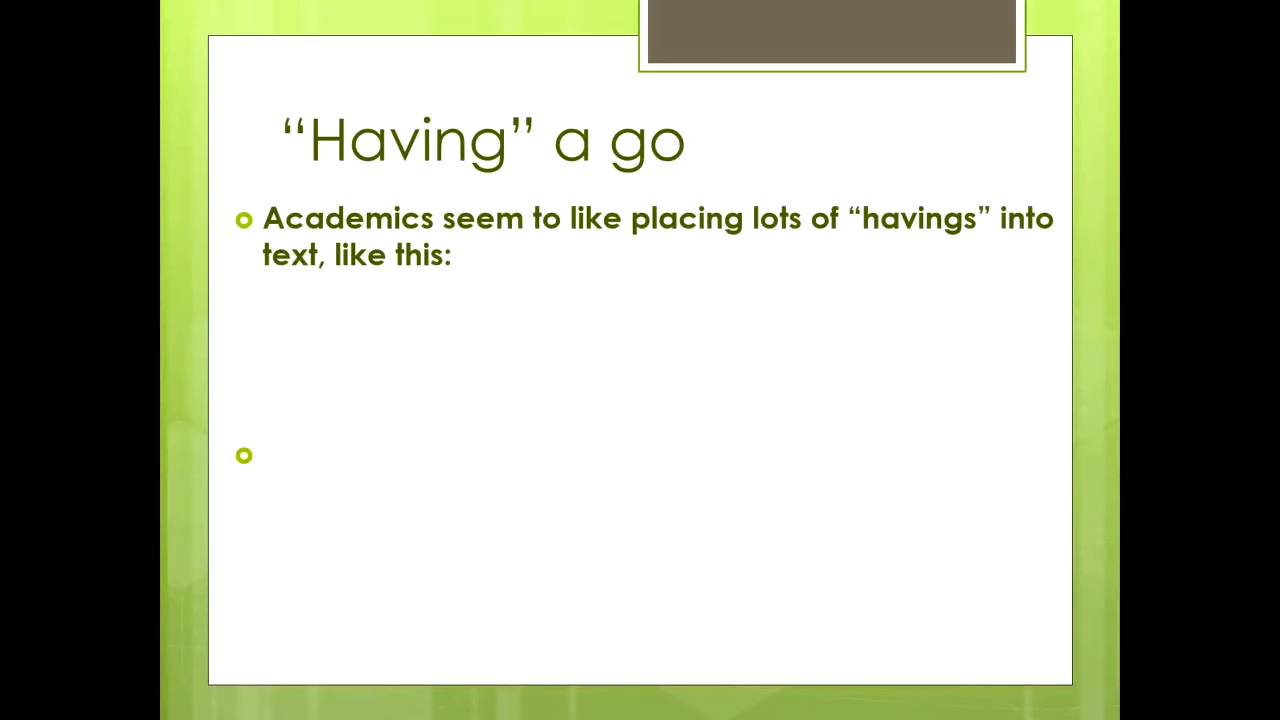 “Having” a go
Academics seem to like placing lots of “havings” into
text, like this: